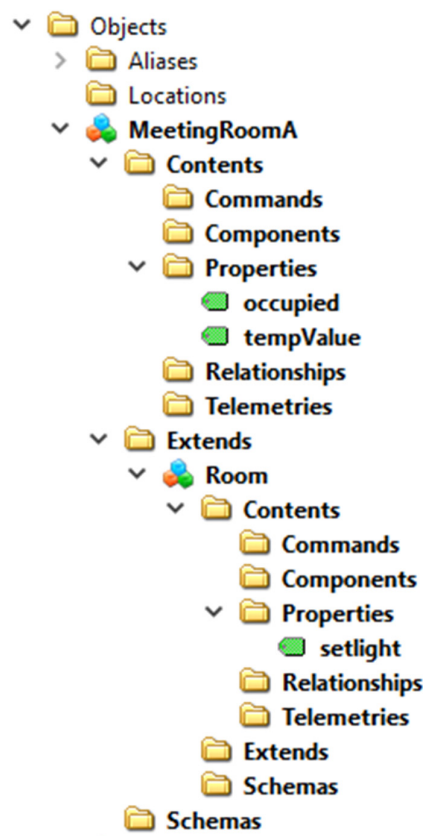 Objects
Aliases
Locations
MeetingRoomA
Contents
Commands
Components
Properties
occupied
tempValue
Relationships
Telemetries
Extends
Room
Contents
Commands
Components
Properties
setlight
Relationships
Telemetries
Extends
Schemas
Schemas